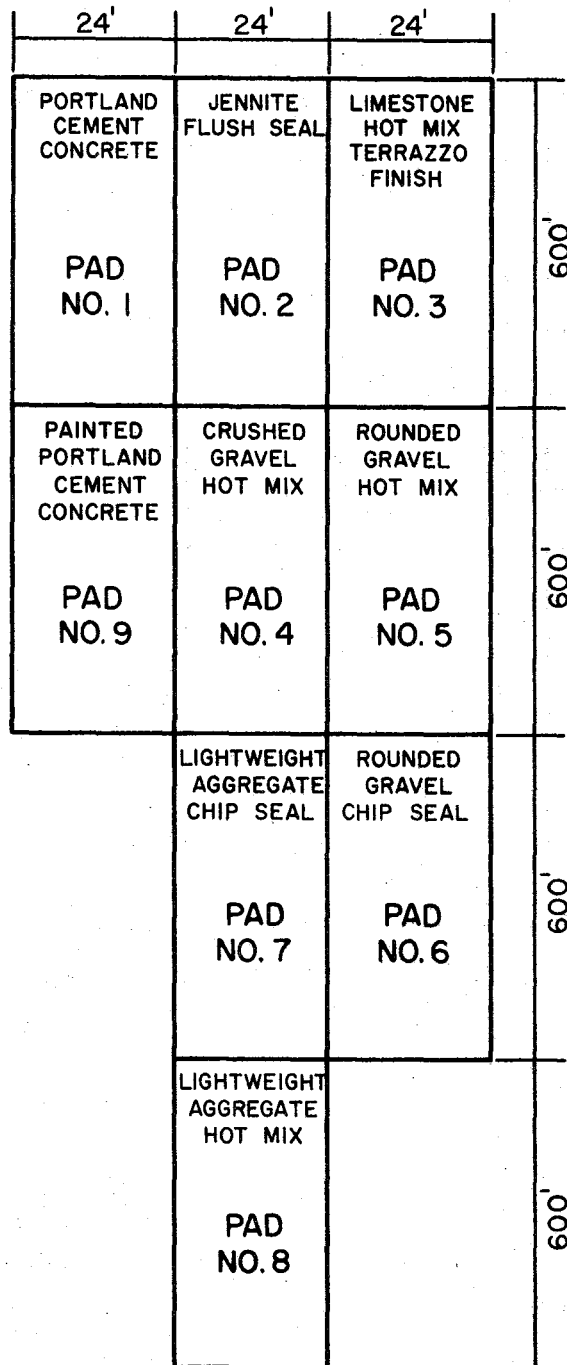 24' 24' 24'
PORTLAND
CEMENT
CONCRETE
PAD
NO. 1
JENNITE
FLUSH SEAL
PAD
NO. 2
LIMESTONE
HOT MIX
TERRAZZO
FINISH
PAD
NO. 3
600'
PAINTED
PORTLAND
CEMENT
CONCRETE
PAD
NO. 9
CRUSHED
GRAVEL
HOT MIX
PAD
NO. 4
ROUNDED
GRAVEL
HOT MIX
PAD
NO. 5
600'
LIGHTWEIGHT
AGGREGATE
CHIP SEAL
PAD
NO. 7
ROUNDED
GRAVEL
CHIP SEAL
PAD
NO. 6
600'
LIGHTWEIGHT
AGGREGATE
HOT MIX
PAD
NO. 8
600'